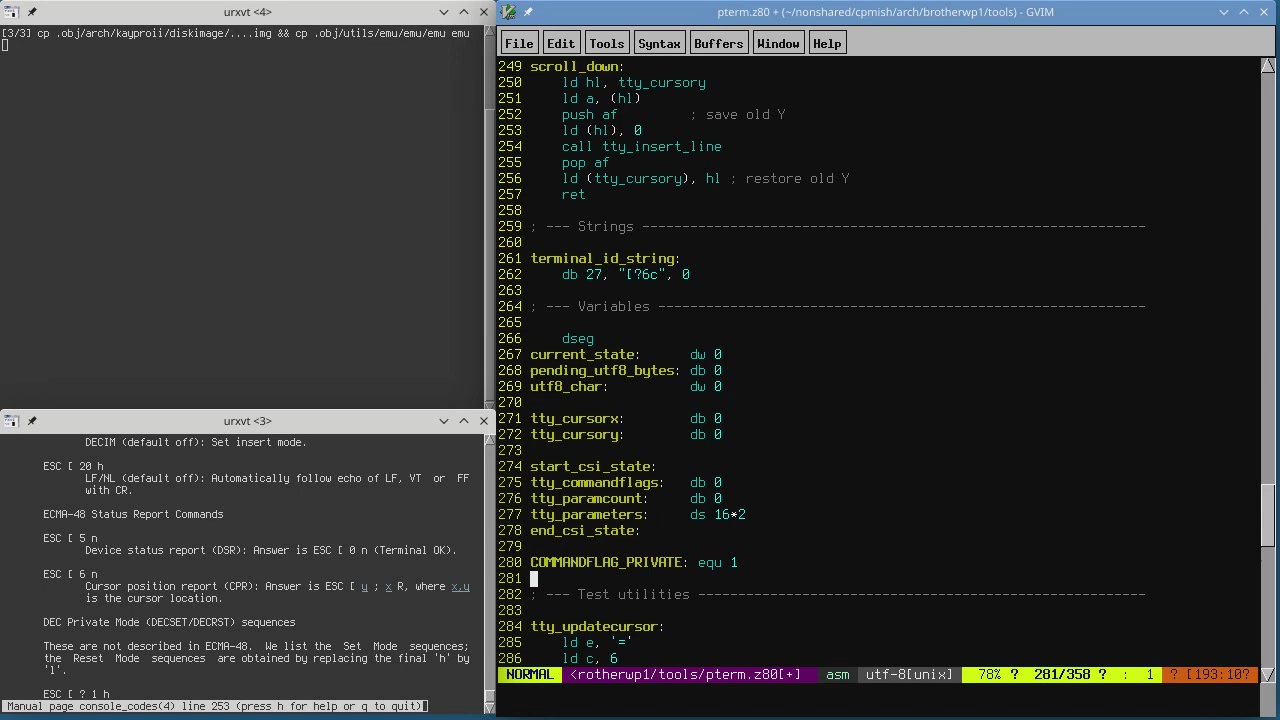 urxvt <4>
[3/3] cp .obj/arch/kayproii/diskimage/....img && cp .obj/utils/emu/emu/emu emu
urxvt <3>
DECIM (default off): Set insert mode.
ESC [ 20 h
LF/NL (default off): Automatically follow echo of LF, VT  or  FF
with CR.
ECMA-48 Status Report Commands
ESC [ 5 n
Device status report (DSR): Answer is ESC [ 0 n (Terminal OK).
ESC [ 6 n
Cursor position report (CPR): Answer is ESC [ y ; x R, where x,y
is the cursor location.
DEC Private Mode (DECSET/DECRST) sequences
These are not described in ECMA-48.  We list the  Set  Mode  sequences;
the  Reset  Mode  sequences  are obtained by replacing the final 'h' by
'l'.
ESC [ ? 1 h
Manual page console_codes(4) line 253 (press h for help or q to quit)
pterm.z80 + (~/nonshared/cpmish/arch/brotherwp1/tools) - GVIM
File Edit Tools Syntax Buffers Window Help
249 scroll_down:
250     ld hl, tty_cursory
251     ld a, (hl)
252     push af         ; save old Y
253     ld (hl), 0
254     call tty_insert_line
255     pop af
256     ld (tty_cursory), hl ; restore old Y
257     ret
258
259 ; --- Strings ---------------------------------------------------------------
260
261 terminal_id_string:
262     db 27, "[?6c", 0
263
264 ; --- Variables -------------------------------------------------------------
265
266     dseg
267 current_state:      dw 0
268 pending_utf8_bytes: db 0
269 utf8_char:          dw 0
270
271 tty_cursorx:        db 0
272 tty_cursory:        db 0
273
274 start_csi_state:
275 tty_commandflags:   db 0
276 tty_paramcount:     db 0
277 tty_parameters:     ds 16*2
278 end_csi_state:
279
280 COMMANDFLAG_PRIVATE: equ 1
281
282 ; --- Test utilities --------------------------------------------------------
283
284 tty_updatecursor:
285     ld e, '='
286     ld c, 6
NORMAL <rotherwp1/tools/pterm.z80[+] asm utf-8[unix] 78% ? 281/358 ? : 1 ? [193:10?